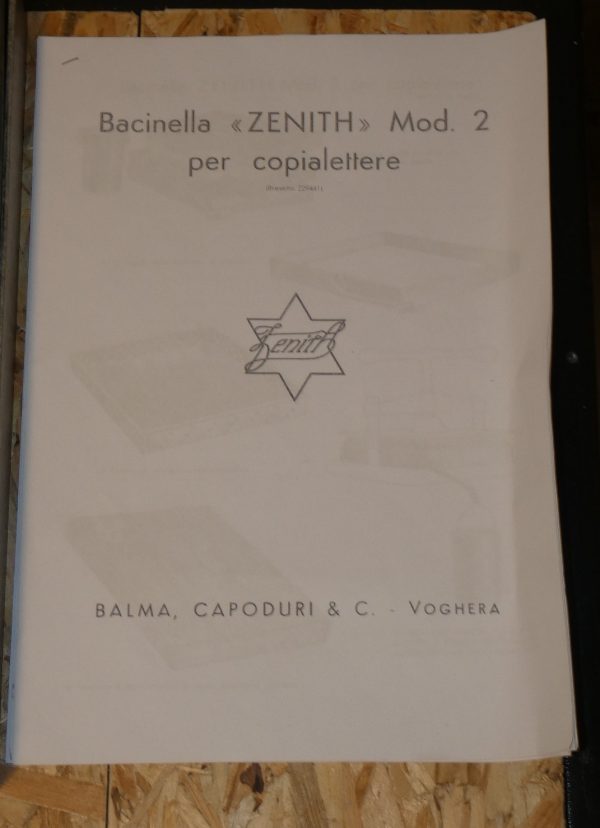 Bacinella «ZENITH» Mod. 2
per copialettere
Zenith
BALMA, CAPODURI & C. - VOGHERA